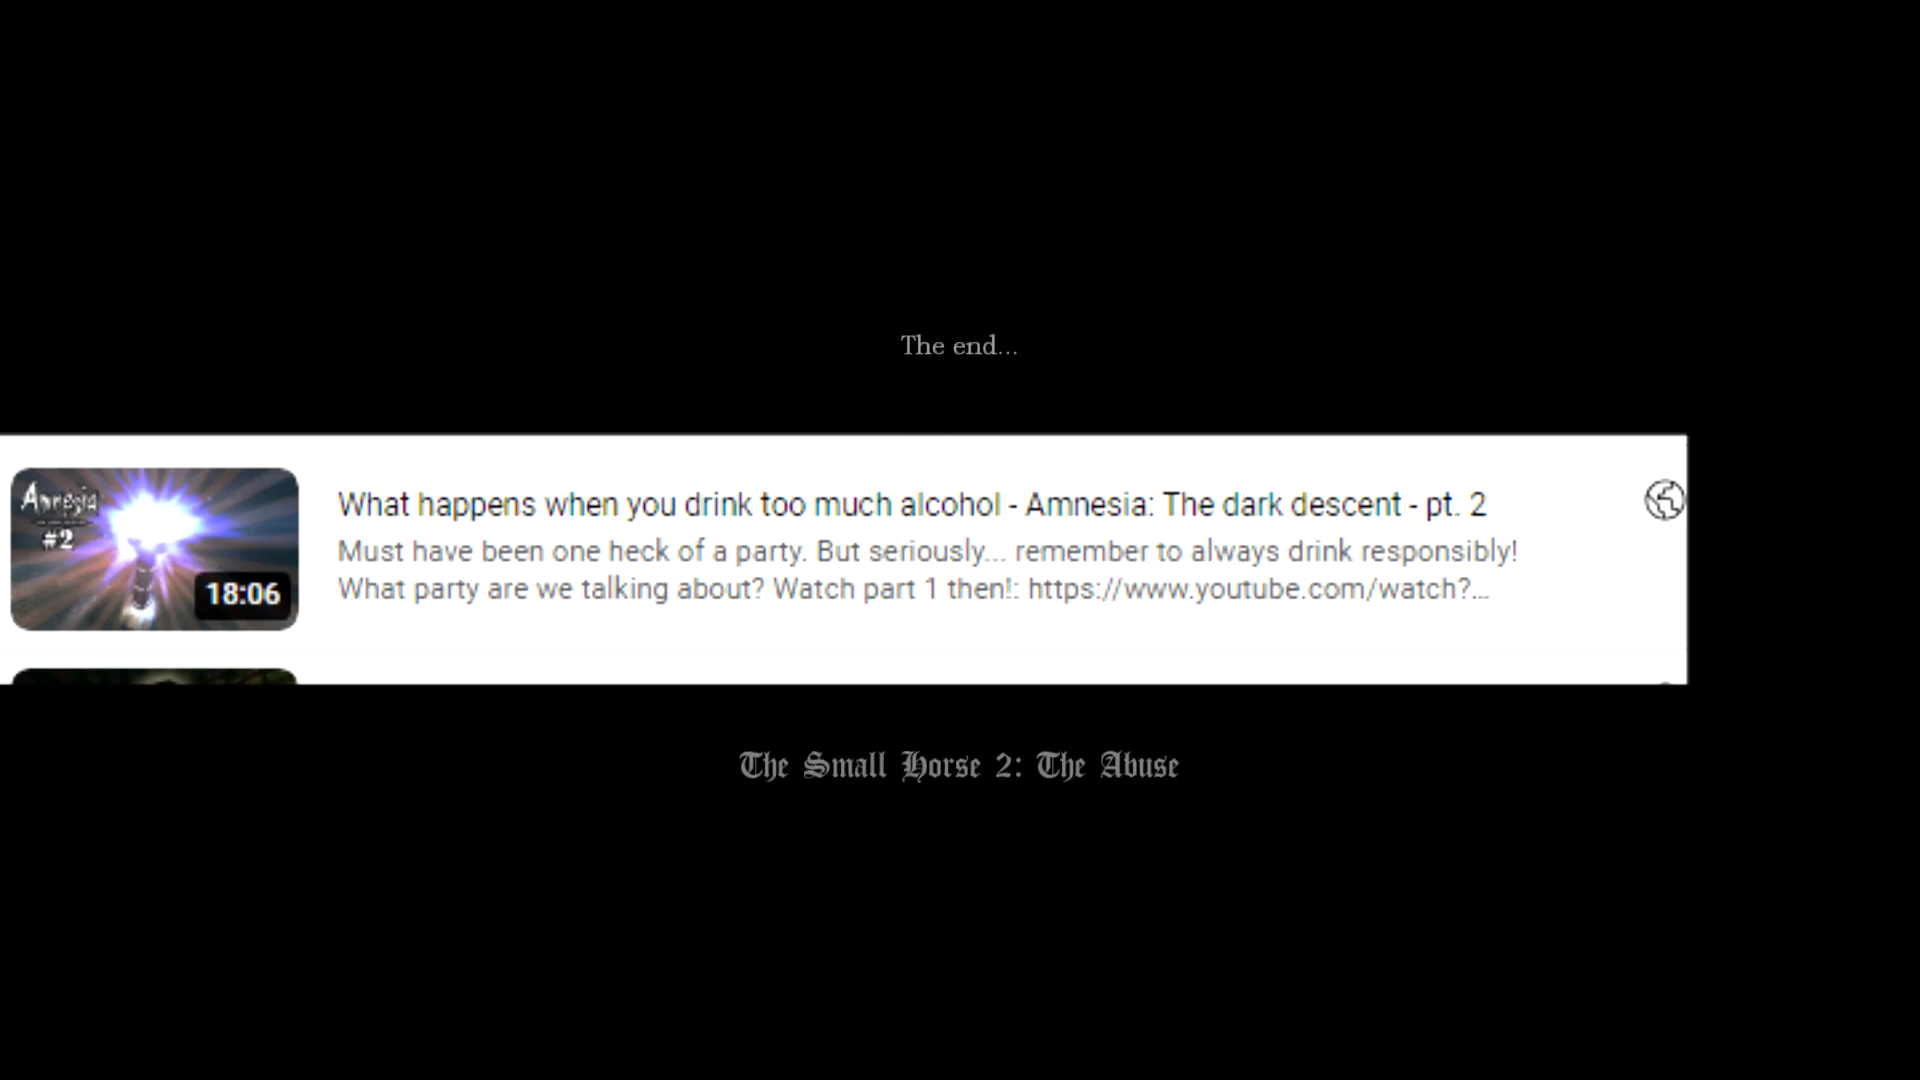 The end...
Amnesia
#2
18:06
What happens when you drink too much alcohol - Amnesia: The dark descent - pt. 2
Must have been one heck of a party. But seriously... remember to always drink responsibly!
What party are we talking about? Watch part 1 then!: https://www.youtube.com/watch?...
The Small Horse 2: The Abuse